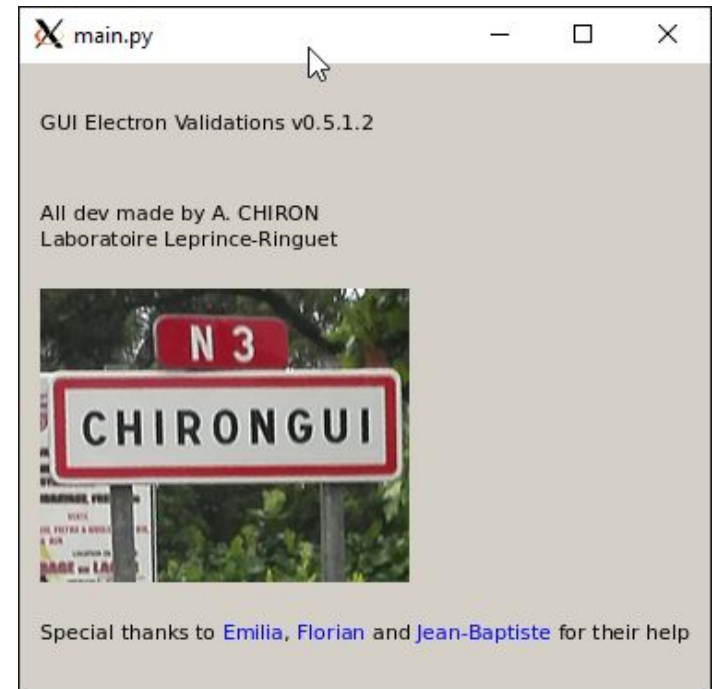 main.py
GUI Electron Validations v0.5.1.2
All dev made by A. CHIRON
Laboratoire Leprince-Ringuet
N 3
CHIRONGUI
Special thanks to Emilia, Florian and Jean-Baptiste for their help